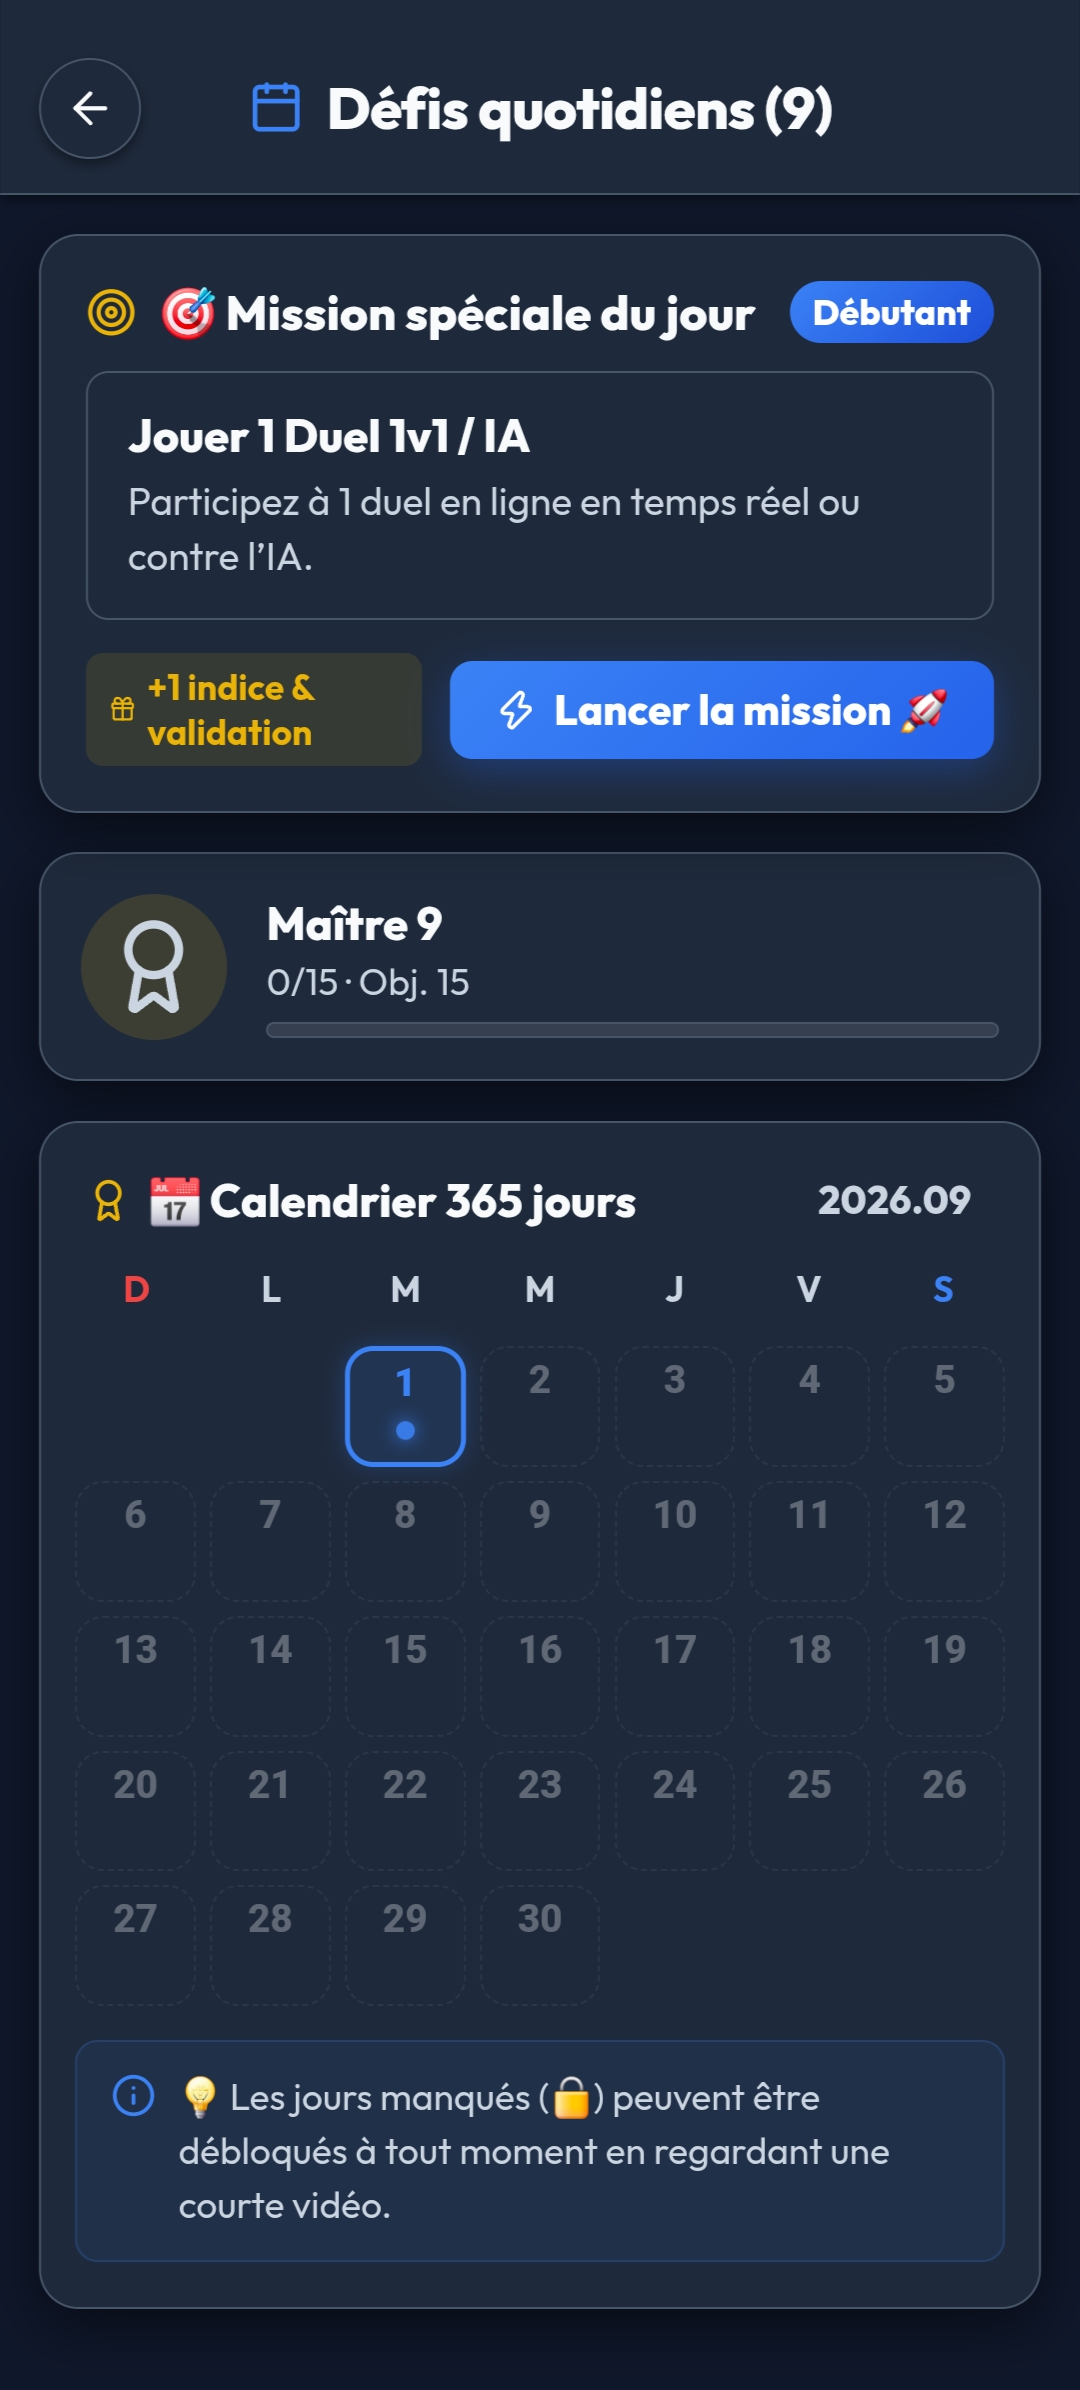 Défis quotidiens (9)
🎯 Mission spéciale du jour
Débutant
Jouer 1 Duel 1v1 / IA
Participez à 1 duel en ligne en temps réel ou
contre l’IA.
+1 indice &
validation
Lancer la mission 🚀
Maître 9
0/15 · Obj. 15
📅 Calendrier 365 jours
2026.09
D L M M J V S
1 2 3 4 5
6 7 8 9 10 11 12
13 14 15 16 17 18 19
20 21 22 23 24 25 26
27 28 29 30
💡 Les jours manqués (🔒) peuvent être
débloqués à tout moment en regardant une
courte vidéo.